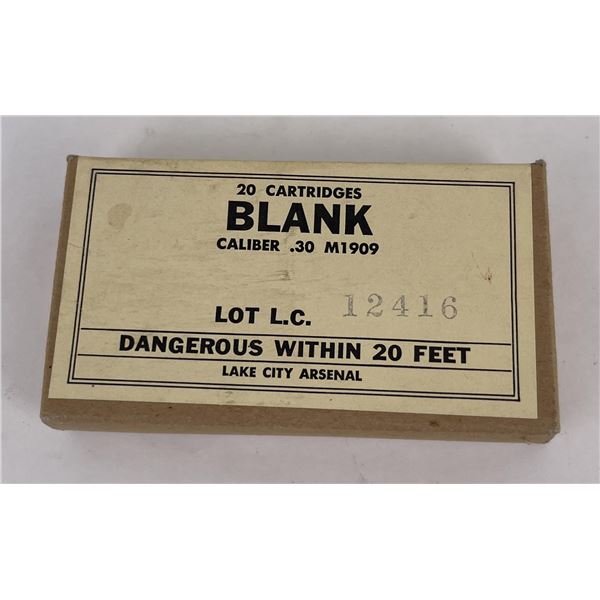 20 CARTRIDGES
BLANK
CALIBER .30 M1909
LOT L.C. 12416
DANGEROUS WITHIN 20 FEET
LAKE CITY ARSENAL